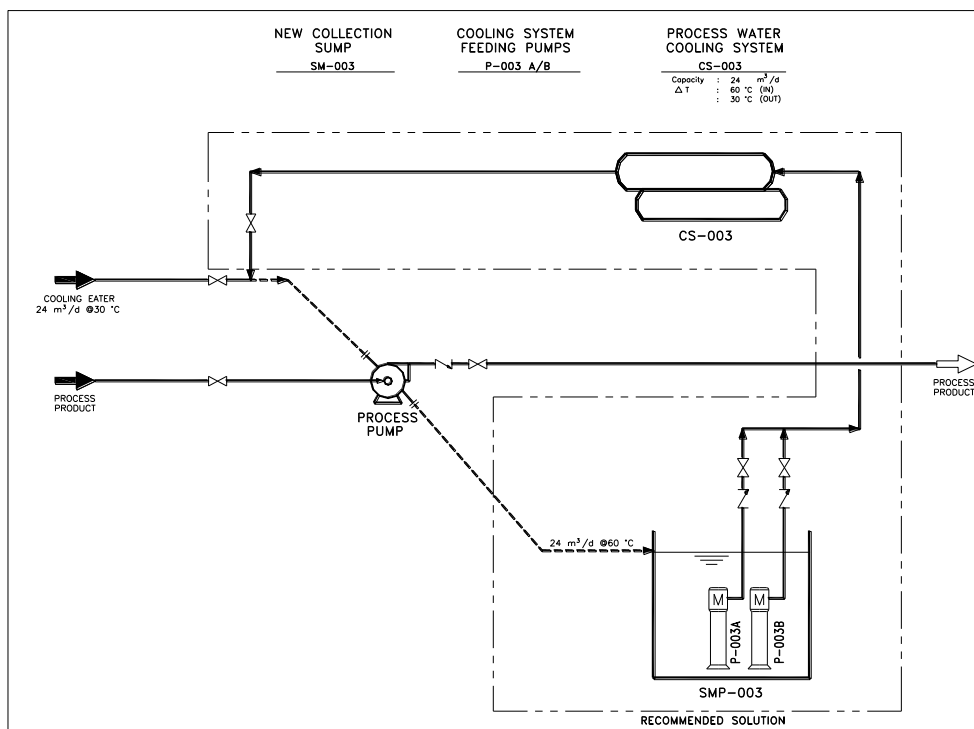 NEW COLLECTION
SUMP
SM-003
COOLING SYSTEM
FEEDING PUMPS
P-003 A/B
PROCESS WATER
COOLING SYSTEM
CS-003
Capacity : 24 m³/d
△ T : 60 °C (IN)
: 30 °C (OUT)
CS-003
COOLING EATER
24 m³/d @30 °C
PROCESS
PRODUCT
PROCESS
PUMP
PROCESS
PRODUCT
24 m³/d @60 °C
M
M
P-003A
P-003B
SMP-003
RECOMMENDED SOLUTION